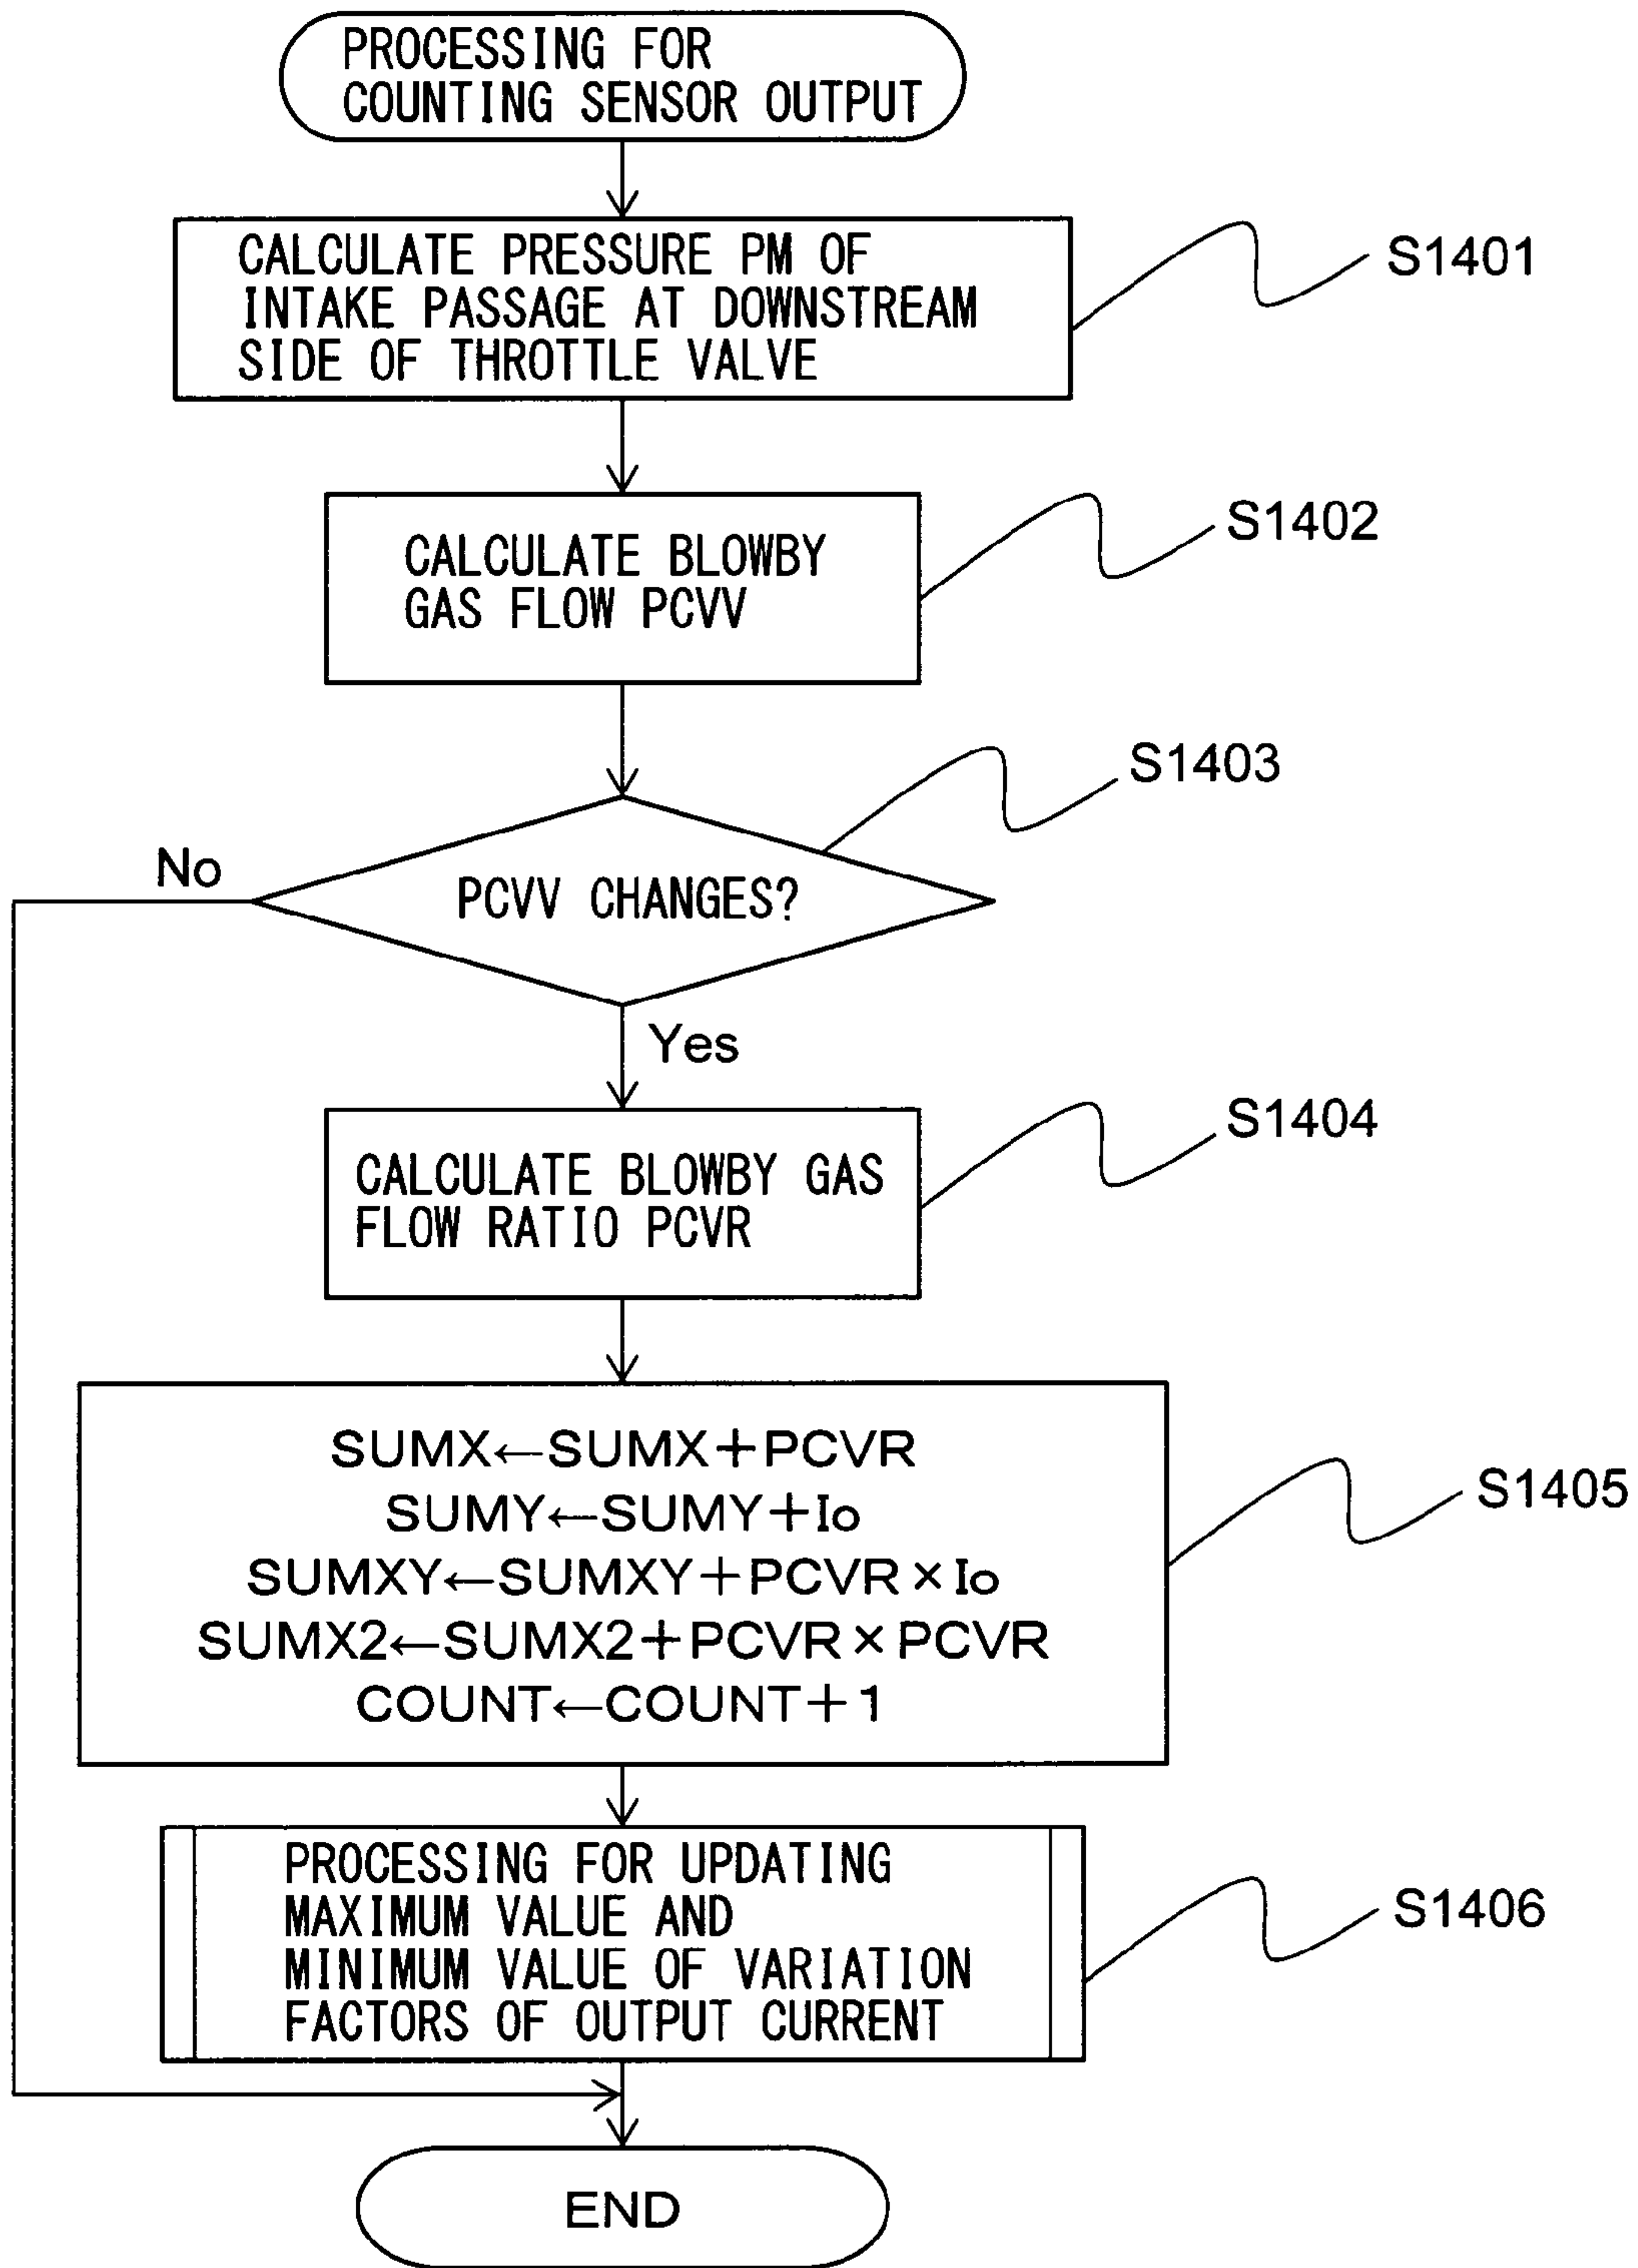 PROCESSING FOR
COUNTING SENSOR OUTPUT
CALCULATE PRESSURE PM OF
INTAKE PASSAGE AT DOWNSTREAM
SIDE OF THROTTLE VALVE
S1401
CALCULATE BLOWBY
GAS FLOW PCVV
S1402
PCVV CHANGES?
S1403
No
Yes
CALCULATE BLOWBY GAS
FLOW RATIO PCVR
S1404
SUMX←SUMX+PCVR
SUMY←SUMY+Io
SUMXY←SUMXY+PCVR×Io
SUMX2←SUMX2+PCVR×PCVR
COUNT←COUNT+1
S1405
PROCESSING FOR UPDATING
MAXIMUM VALUE AND
MINIMUM VALUE OF VARIATION
FACTORS OF OUTPUT CURRENT
S1406
END